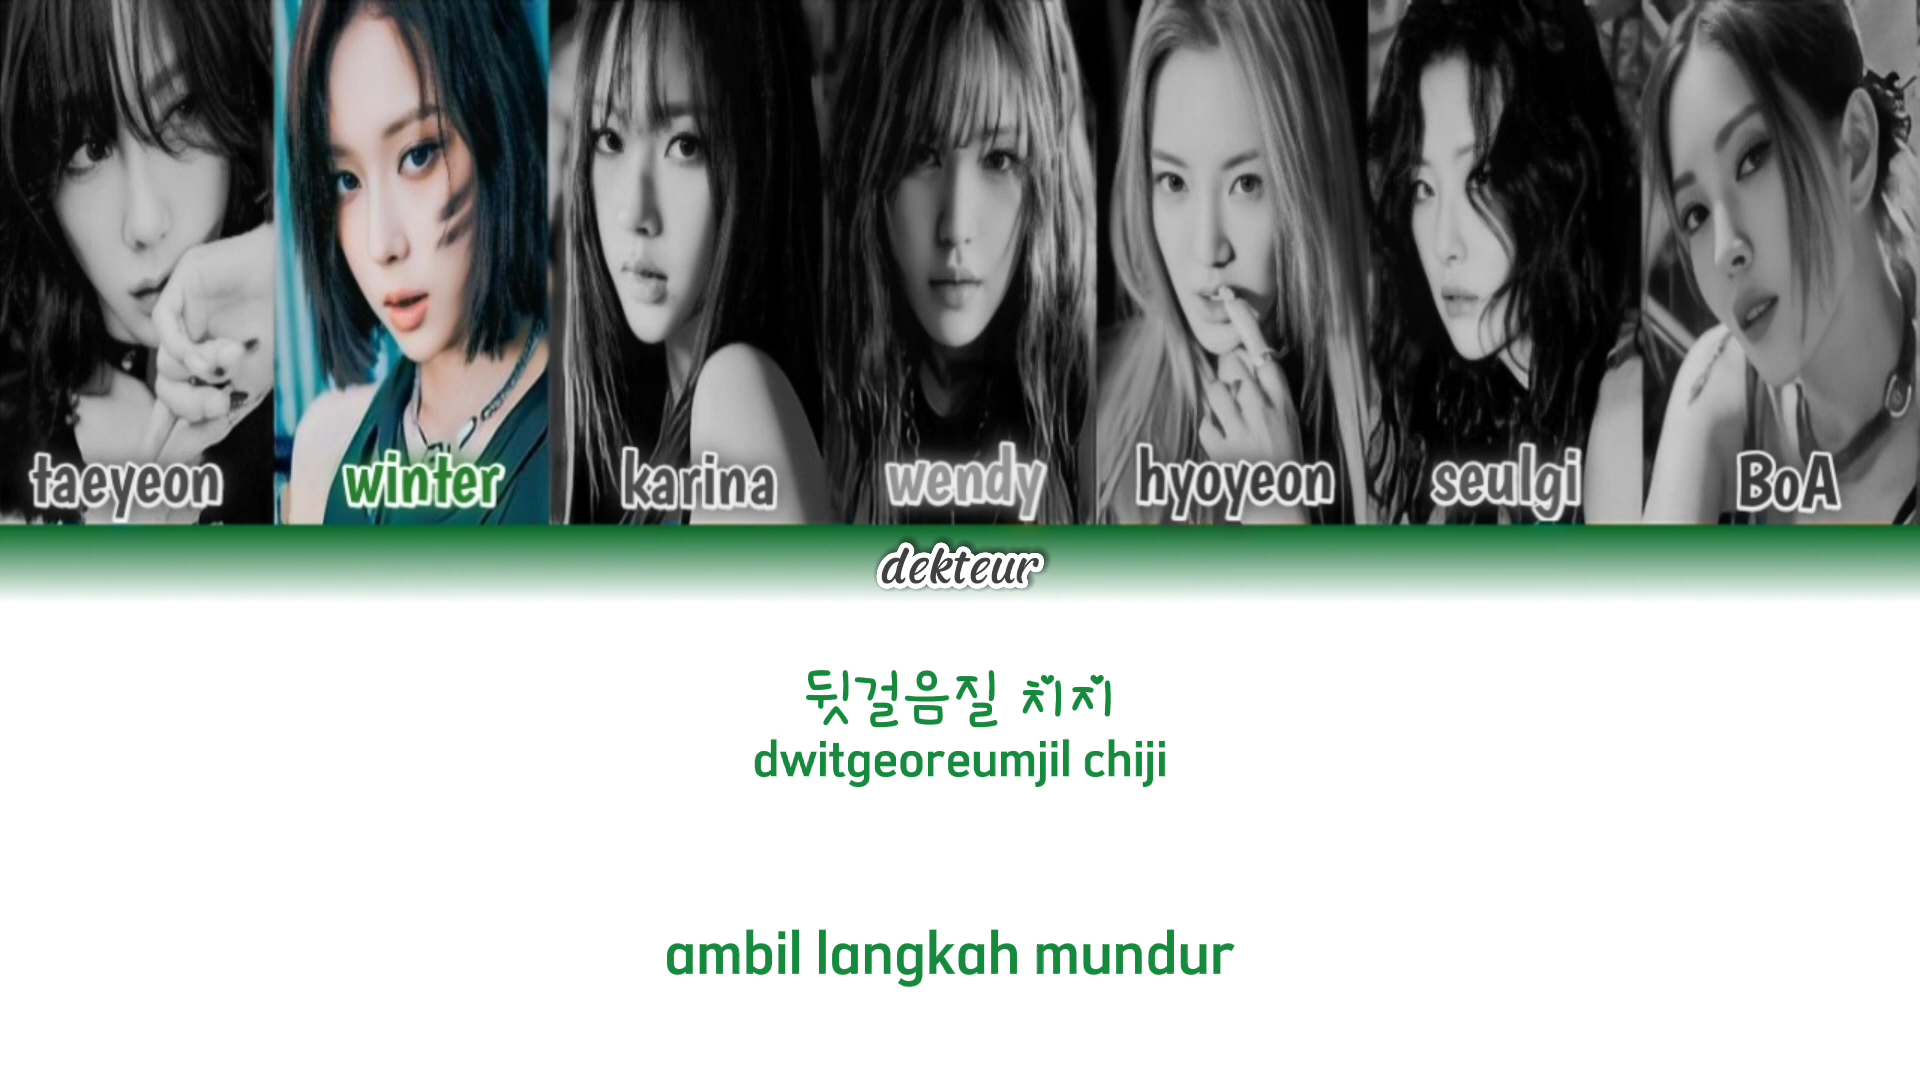 taeyeon winter karina wendy hyoyeon seulgi BoA
dekteur
뒷걸음질 치지
dwitgeoreumjil chiji
ambil langkah mundur